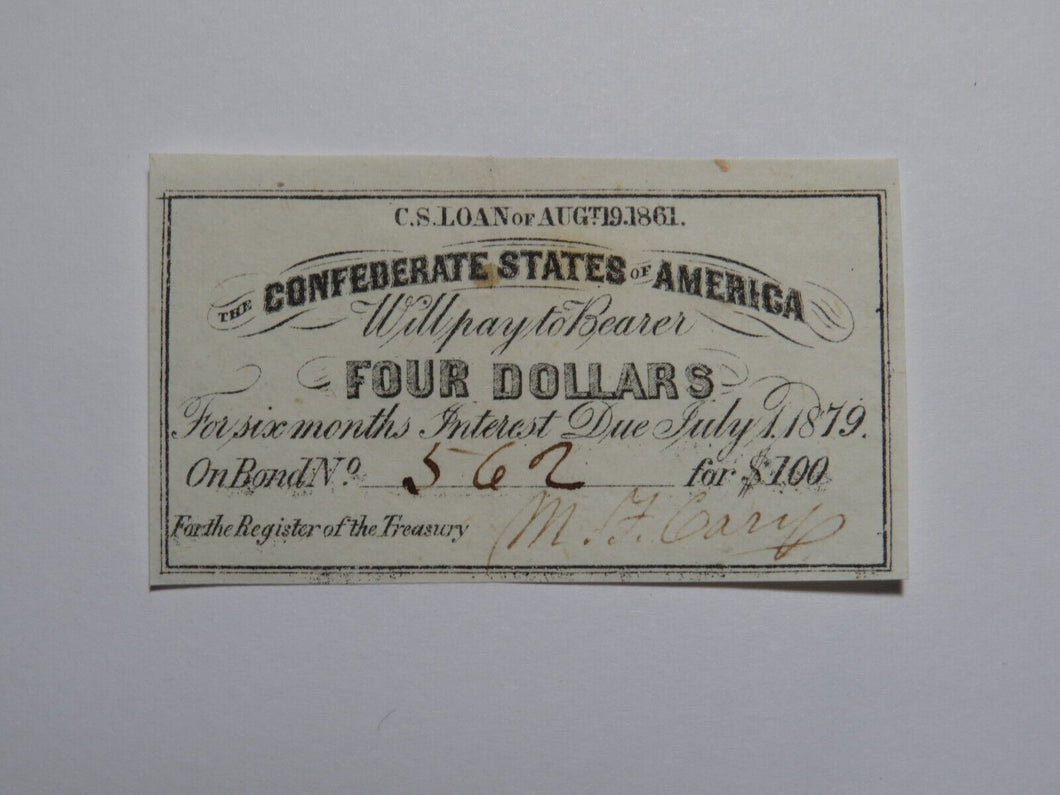 C.S. LOAN OF AUGT. 19. 1861.
THE CONFEDERATE STATES OF AMERICA
Will pay to Bearer
FOUR DOLLARS
For six months Interest Due July 1, 1879.
On Bond No. 562 for $100
For the Register of the Treasury M. F. Cary